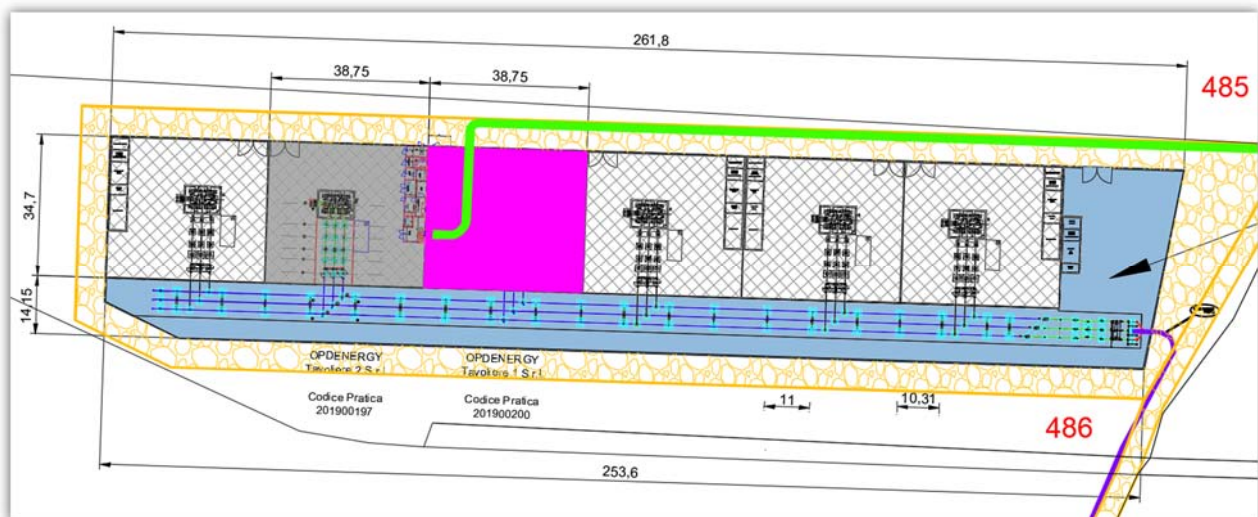 261,8
38,75
38,75
485
34,7
14,15
OPDENERGY
Tavoliere 2 S.r.l
OPDENERGY
Tavoliere 1 S.r.l
Codice Pratica
201900197
Codice Pratica
201900200
11
10,31
486
253,6